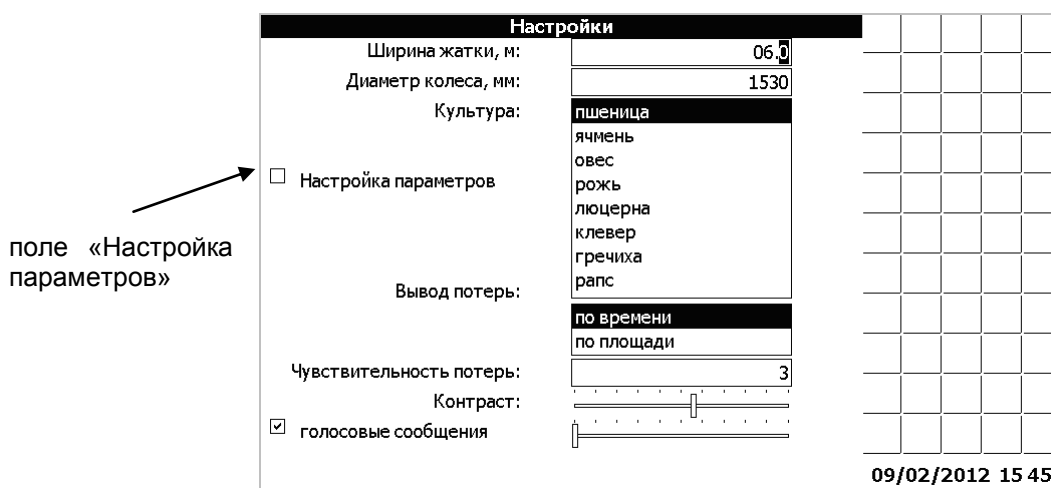 Настройки
Ширина жатки, м: 06.0
Диаметр колеса, мм: 1530
Культура: пшеница
ячмень
овес
Настройка параметров рожь
люцерна
клевер
гречиха
рапс
поле «Настройка
параметров»
Вывод потерь:
по времени
по площади
Чувствительность потерь: 3
Контраст:
голосовые сообщения
09/02/2012 15 45